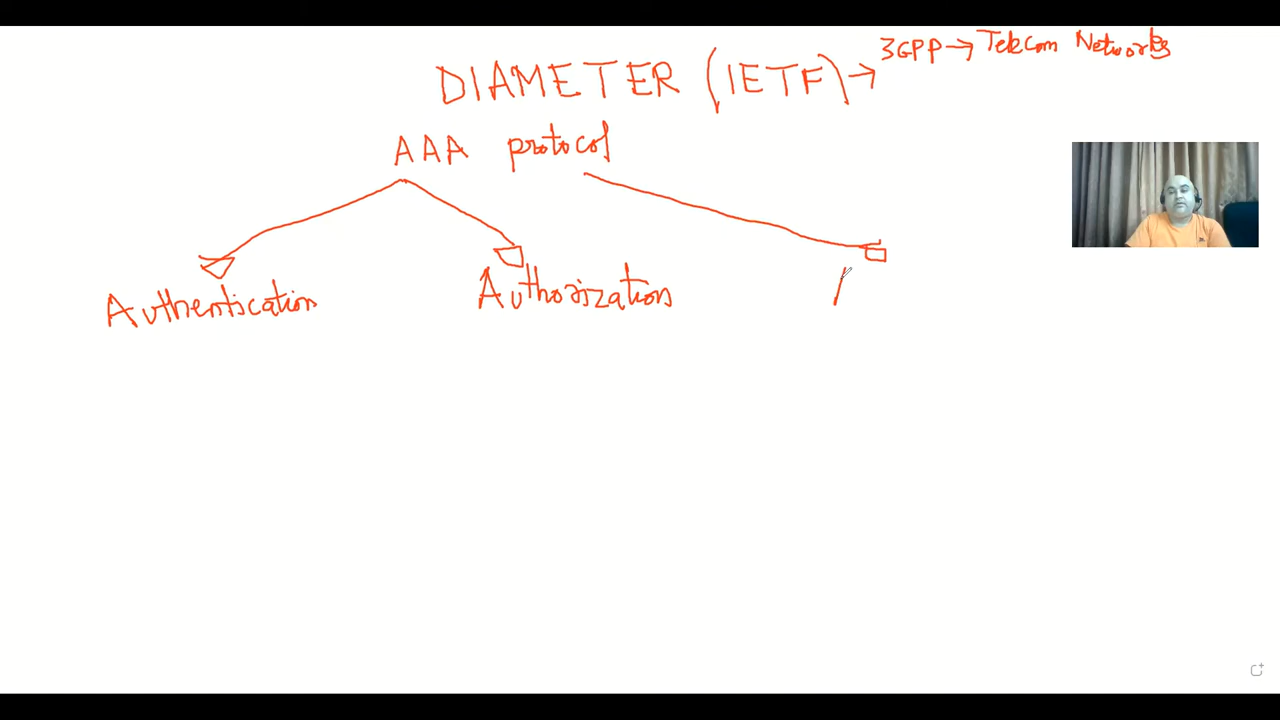 3GPP → Telecom Networks
DIAMETER (IETF) →
AAA protocol
Authentication
Authorization